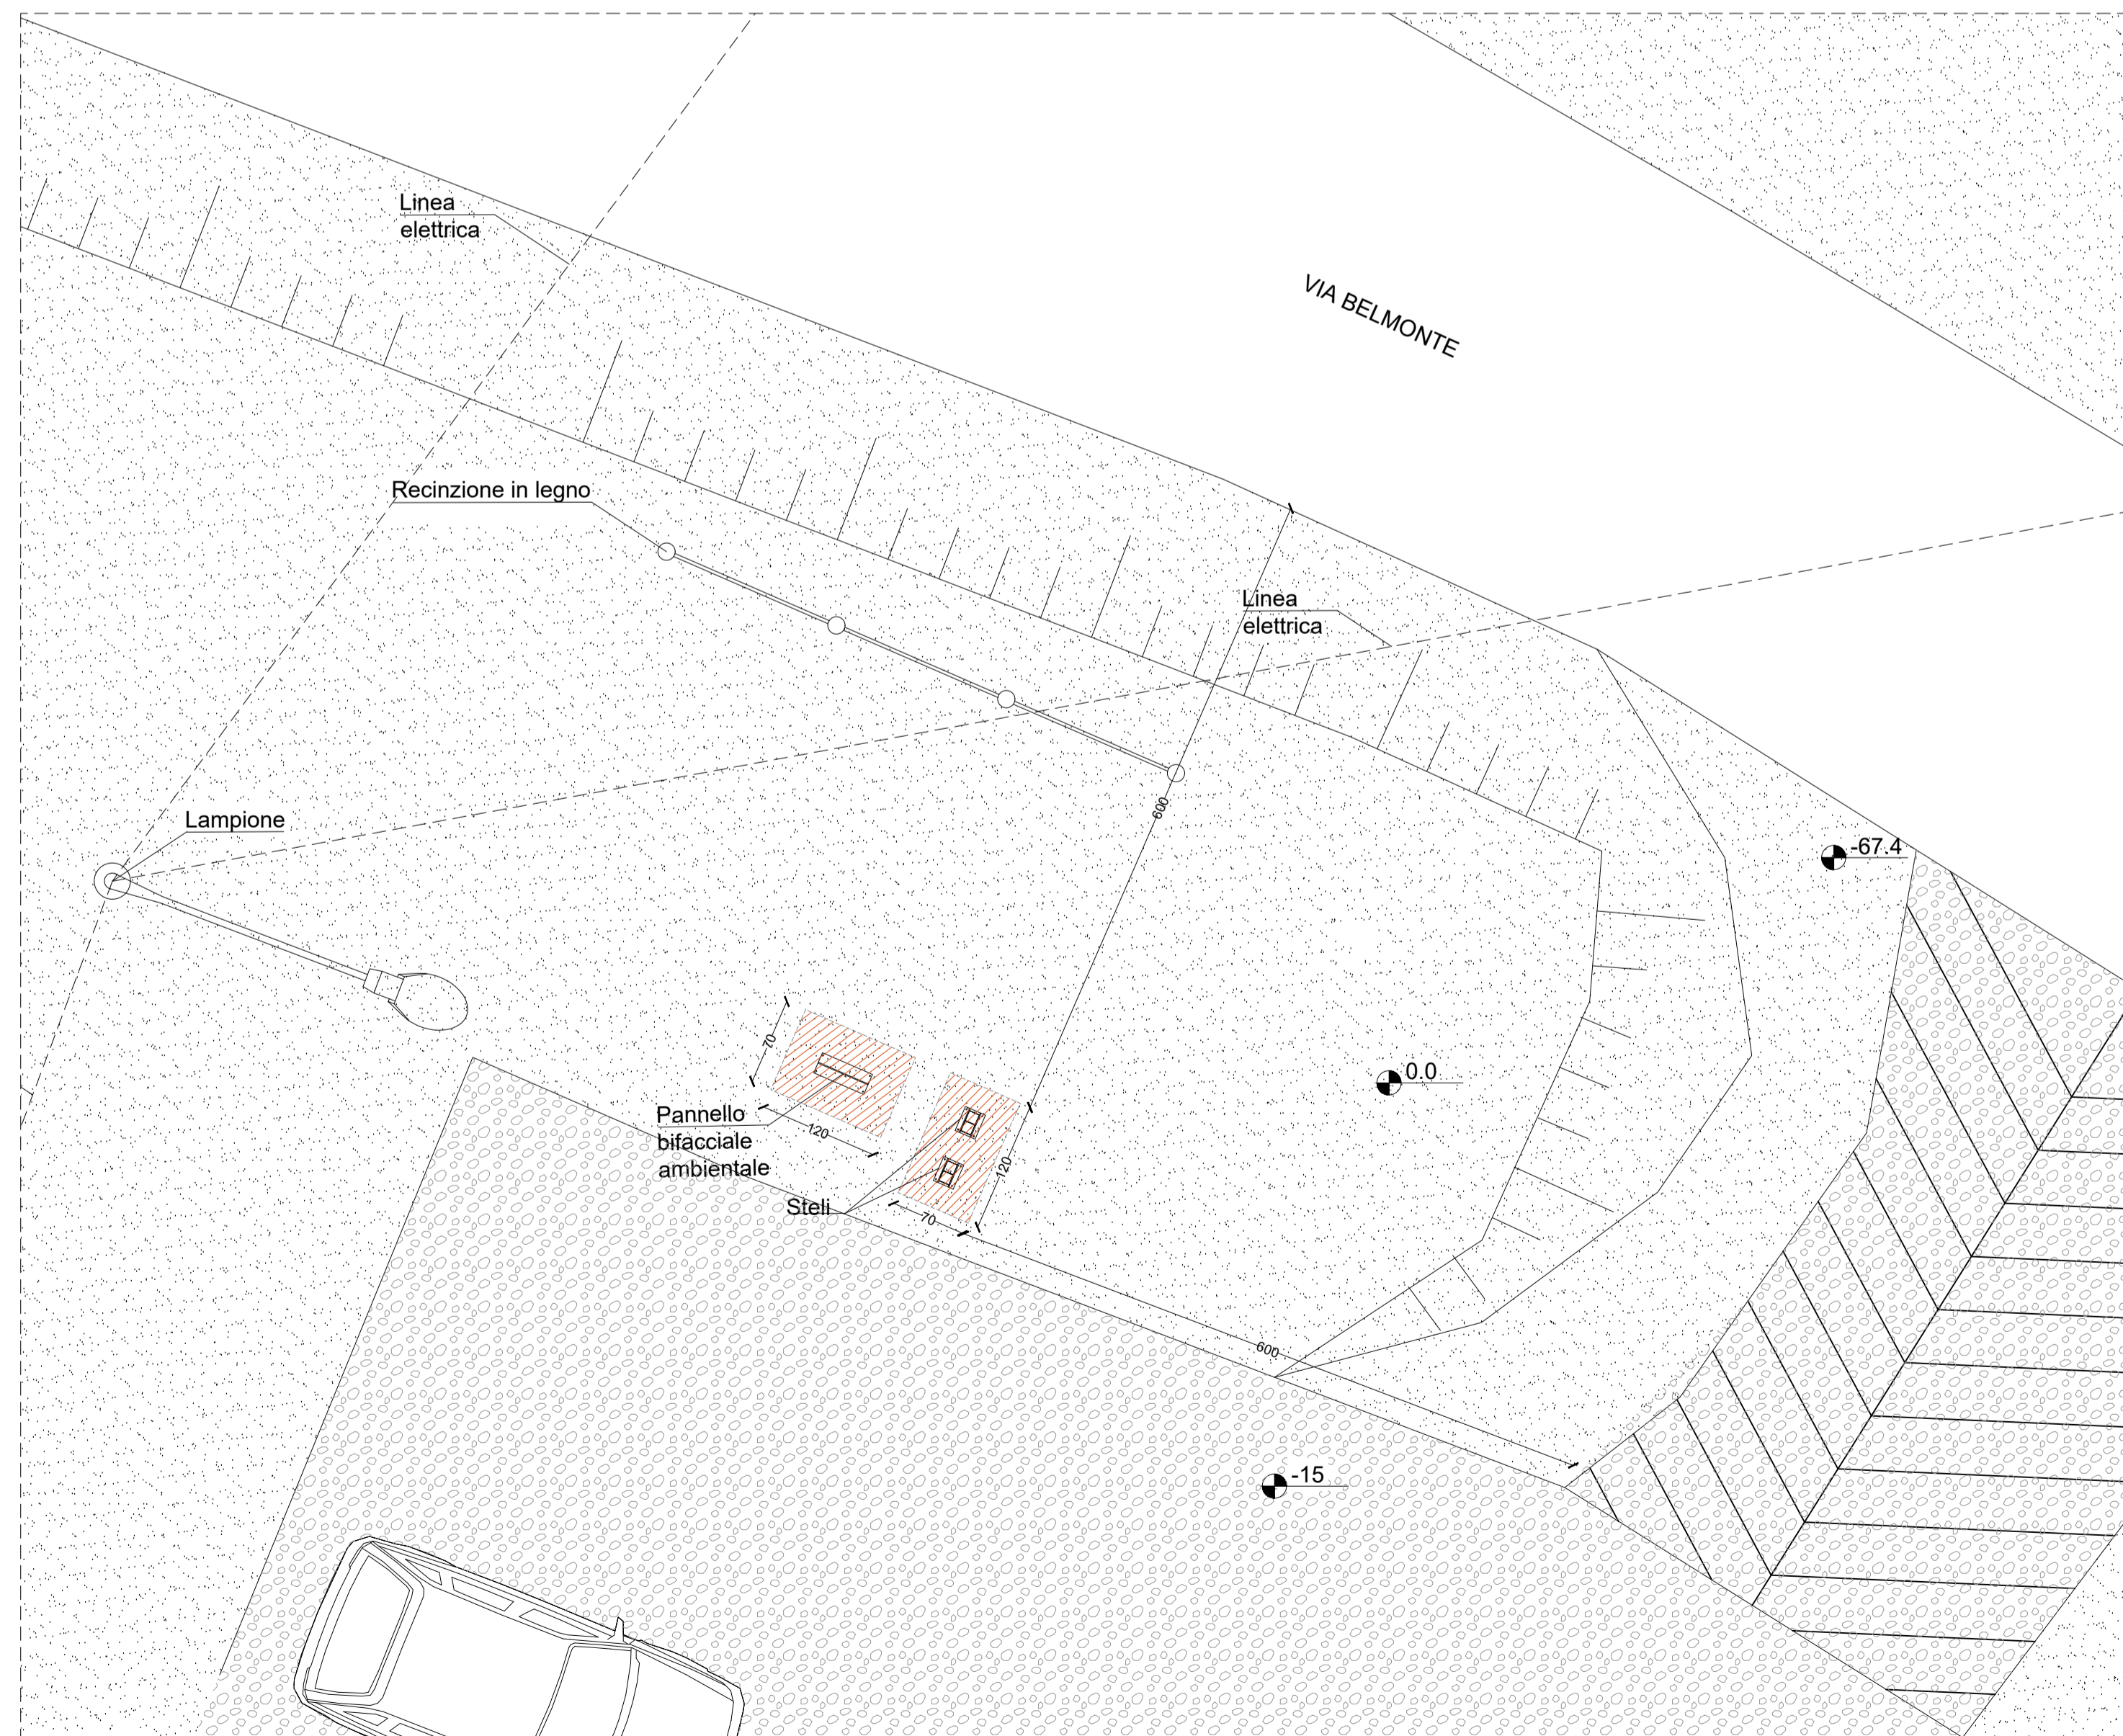 Linea
elettrica
VIA BELMONTE
Recinzione in legno
Linea
elettrica
600
Lampione
-67.4
70
0.0
Pannello
bifacciale
ambientale
120
120
Steli
70
600
-15